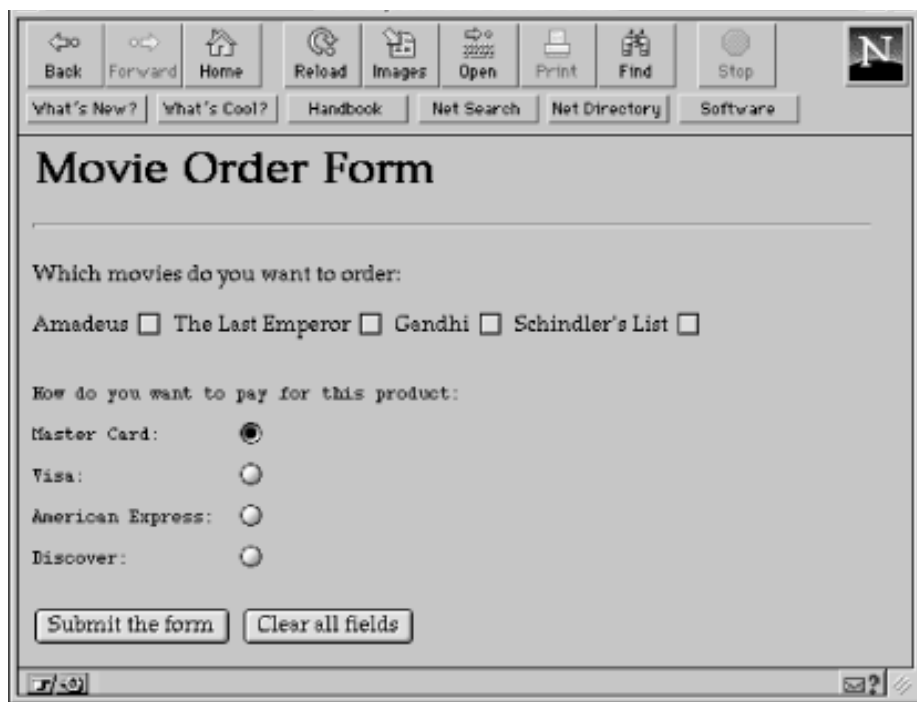 Back Forward Home Reload Images Open Print Find Stop N
What's New? What's Cool? Handbook Net Search Net Directory Software
Movie Order Form
Which movies do you want to order:
Amadeus The Last Emperor Gandhi Schindler's List
How do you want to pay for this product:
Master Card:
Visa:
American Express:
Discover:
Submit the form Clear all fields
?